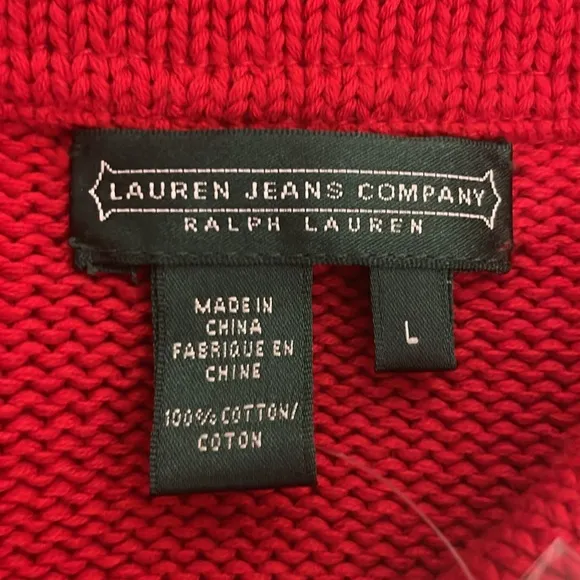 LAUREN JEANS COMPANY
RALPH LAUREN
MADE IN
CHINA
FABRIQUE EN
CHINE
100% COTTON/
COTON
L